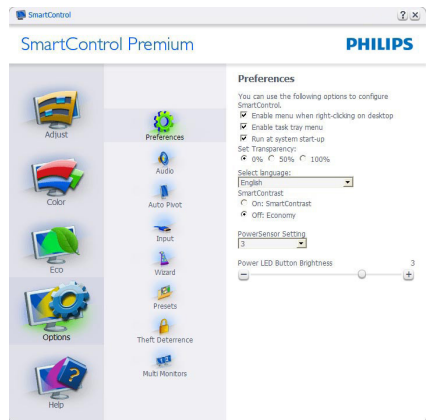 SmartControl
SmartControl Premium
PHILIPS
Adjust
Color
Eco
Options
Help
Preferences
Audio
Auto Pivot
Input
Wizard
Presets
Theft Deterrence
Multi Monitors
Preferences
You can use the following options to configure
SmartControl.
Enable menu when right-clicking on desktop
Enable task tray menu
Run at system start-up
Set Transparency:
0% 50% 100%
Select language:
English
SmartContrast
On: SmartContrast
Off: Economy
PowerSensor Setting
3
Power LED Button Brightness 3